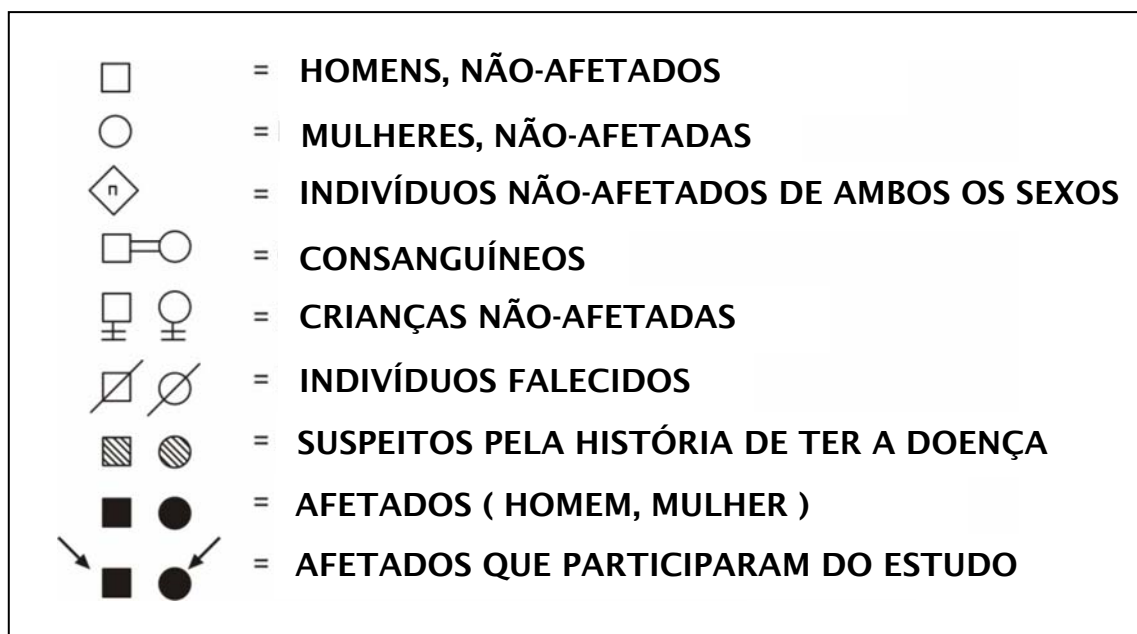 = HOMENS, NÃO-AFETADOS
= MULHERES, NÃO-AFETADAS
n = INDIVÍDUOS NÃO-AFETADOS DE AMBOS OS SEXOS
= CONSANGUÍNEOS
= CRIANÇAS NÃO-AFETADAS
= INDIVÍDUOS FALECIDOS
= SUSPEITOS PELA HISTÓRIA DE TER A DOENÇA
= AFETADOS ( HOMEM, MULHER )
= AFETADOS QUE PARTICIPARAM DO ESTUDO